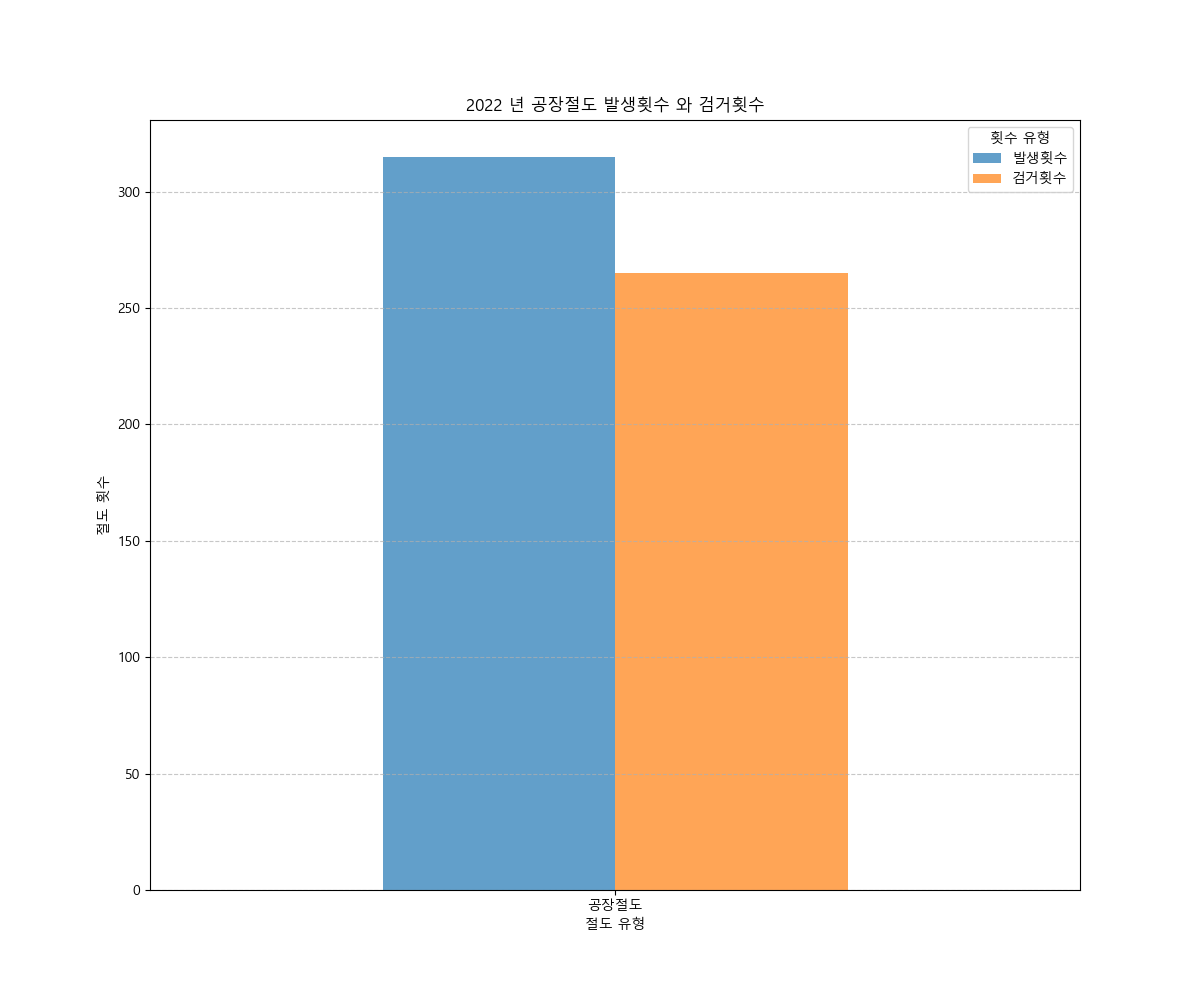 2022 년 공장절도 발생횟수 와 검거횟수
횟수 유형
발생횟수
검거횟수
절도 횟수
300
250
200
150
100
50
0
공장절도
절도 유형